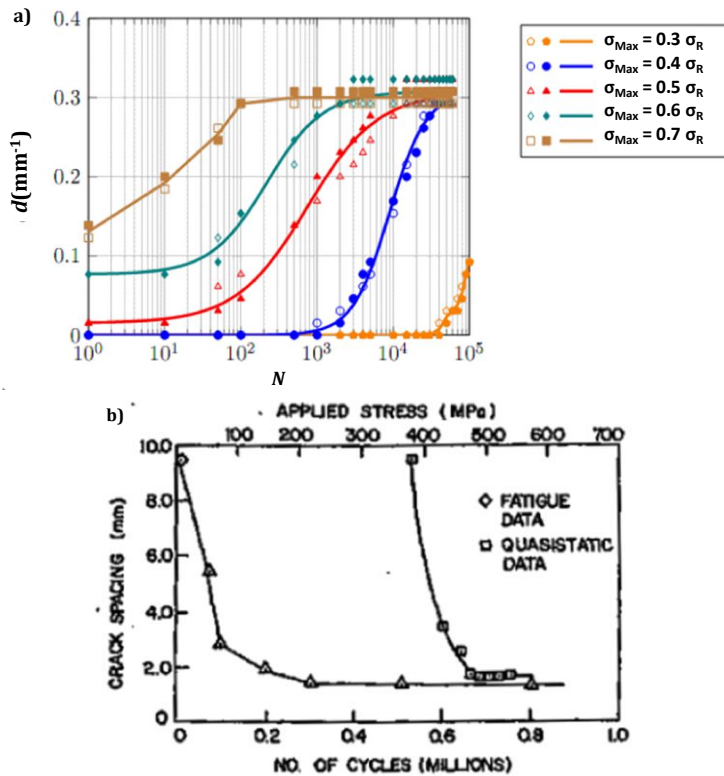 a)
0.4
0.3
0.2
0.1
0
d(mm⁻¹)
10⁰ 10¹ 10² 10³ 10⁴ 10⁵
N
σMax = 0.3 σR
σMax = 0.4 σR
σMax = 0.5 σR
σMax = 0.6 σR
σMax = 0.7 σR
b)
APPLIED STRESS (MPa)
100 200 300 400 500 600 700
10.0
8.0
6.0
4.0
2.0
0
CRACK SPACING (mm)
FATIGUE
DATA
QUASISTATIC
DATA
0 0.2 0.4 0.6 0.8 1.0
NO. OF CYCLES (MILLIONS)